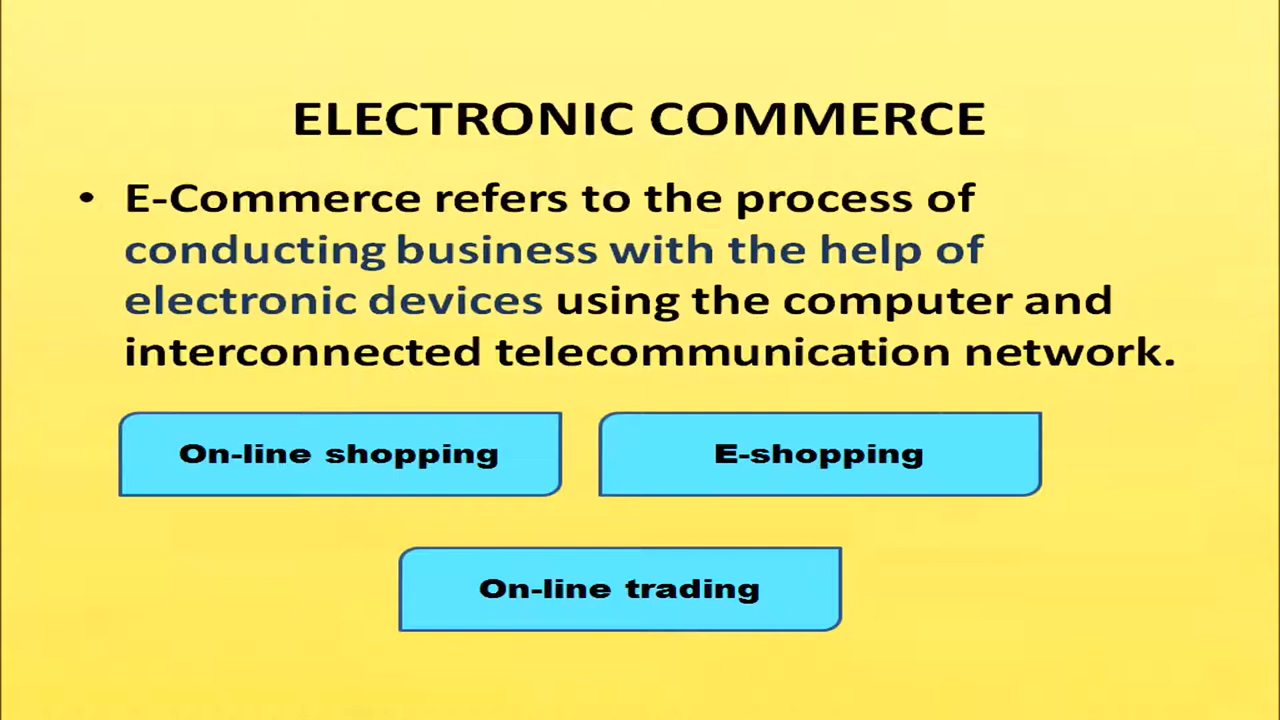 ELECTRONIC COMMERCE
• E-Commerce refers to the process of
conducting business with the help of
electronic devices using the computer and
interconnected telecommunication network.
On-line shopping
E-shopping
On-line trading